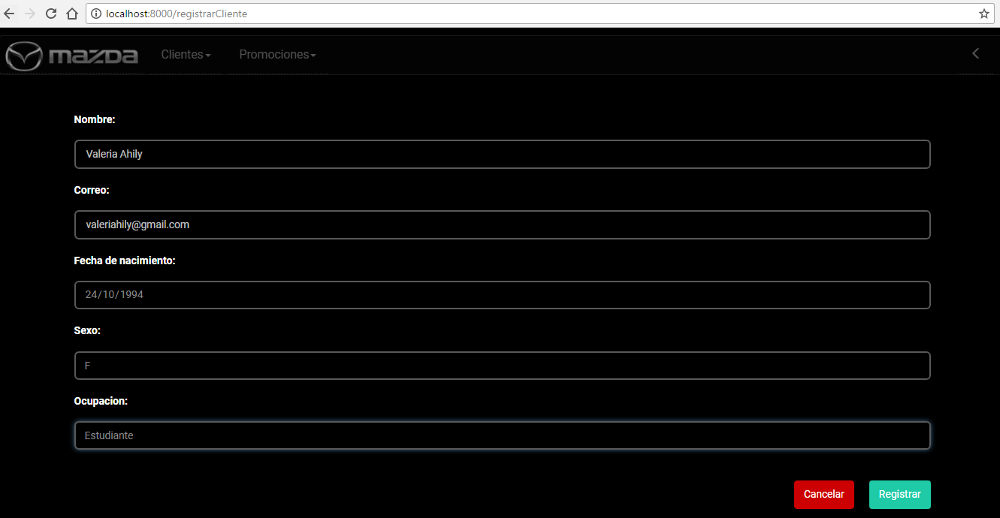 localhost:8000/registrarCliente
mazda Clientes Promociones
Nombre:
Valeria Ahily
Correo:
valeriahily@gmail.com
Fecha de nacimiento:
24/10/1994
Sexo:
F
Ocupacion:
Estudiante
Cancelar Registrar